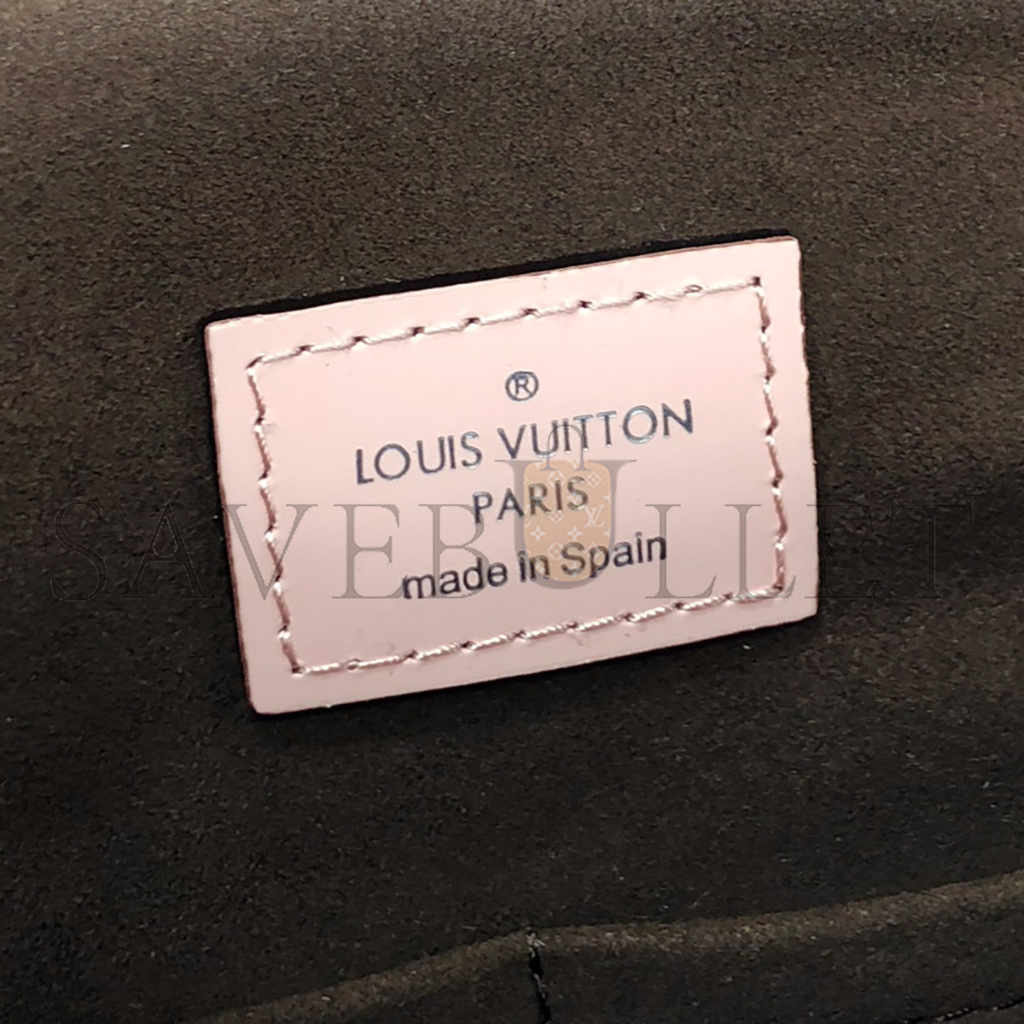 ®
LOUIS VUITTON
PARIS
made in Spain
SAVEBULLET